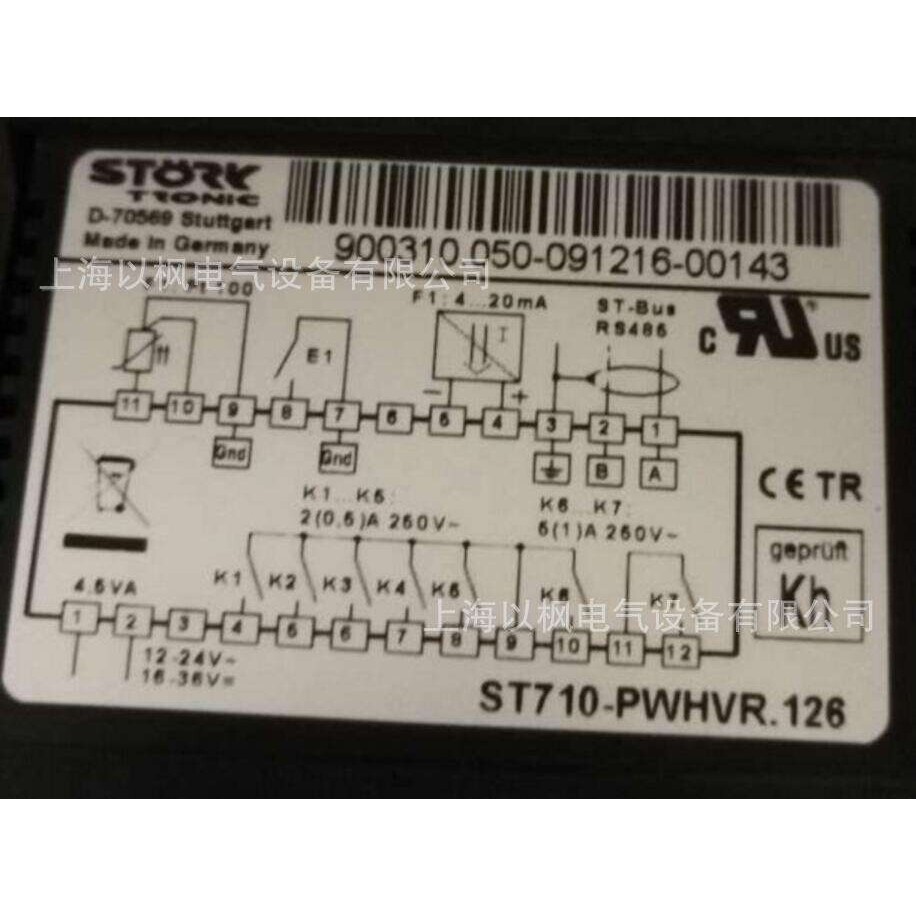 STÖRK
TRONIC
D-70569 Stuttgart
Made in Germany
900310.050-091216-00143
上海以枫电气设备有限公司
F1:4...20mA
ST-Bus
RS485
C US
E1
I
- +
11 10 9 8 7 6 5 4 3 2 1
Gnd Gnd B A
K1...K5:
2(0,5)A 250V~
K6...K7:
5(1)A 250V~
CE TR
geprüft
Kh
4.5VA
K1 K2 K3 K4 K5 K6 K7
上海以枫电气设备有限公司
1 2 3 4 5 6 7 8 9 10 11 12
12-24V~
16-36V=
ST710-PWHVR.126